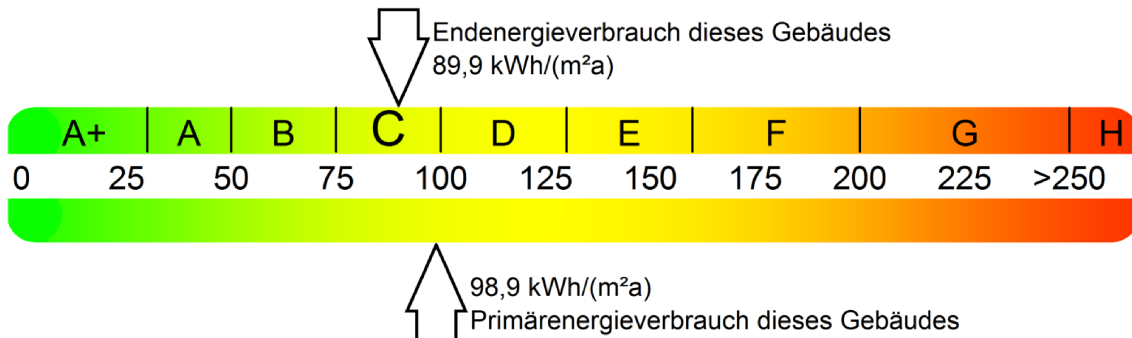 Endenergieverbrauch dieses Gebäudes
89,9 kWh/(m²a)
A+ A B C D E F G H
0 25 50 75 100 125 150 175 200 225 >250
98,9 kWh/(m²a)
Primärenergieverbrauch dieses Gebäudes